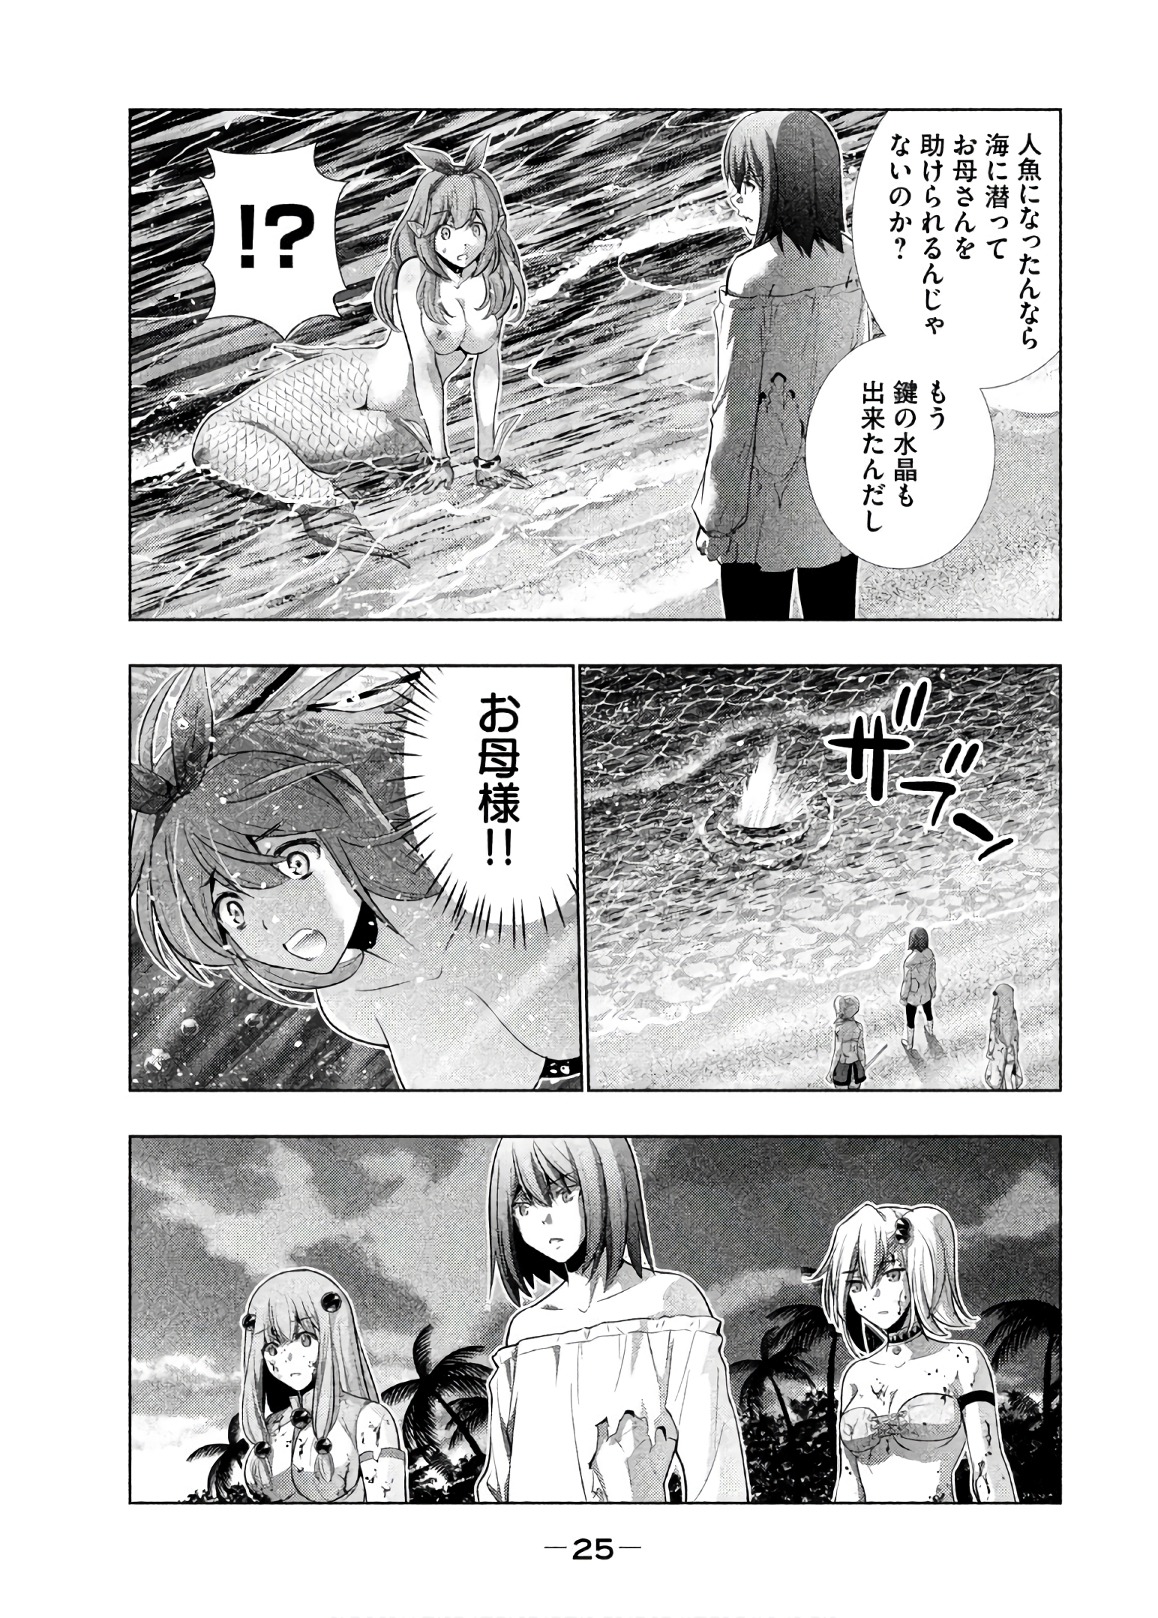 人魚になったんなら
海に潜って
お母さんを
助けられるんじゃ
ないのか?
もう
鍵の水晶も
出来たんだし
!?
ザブン
お母様!!
—25—